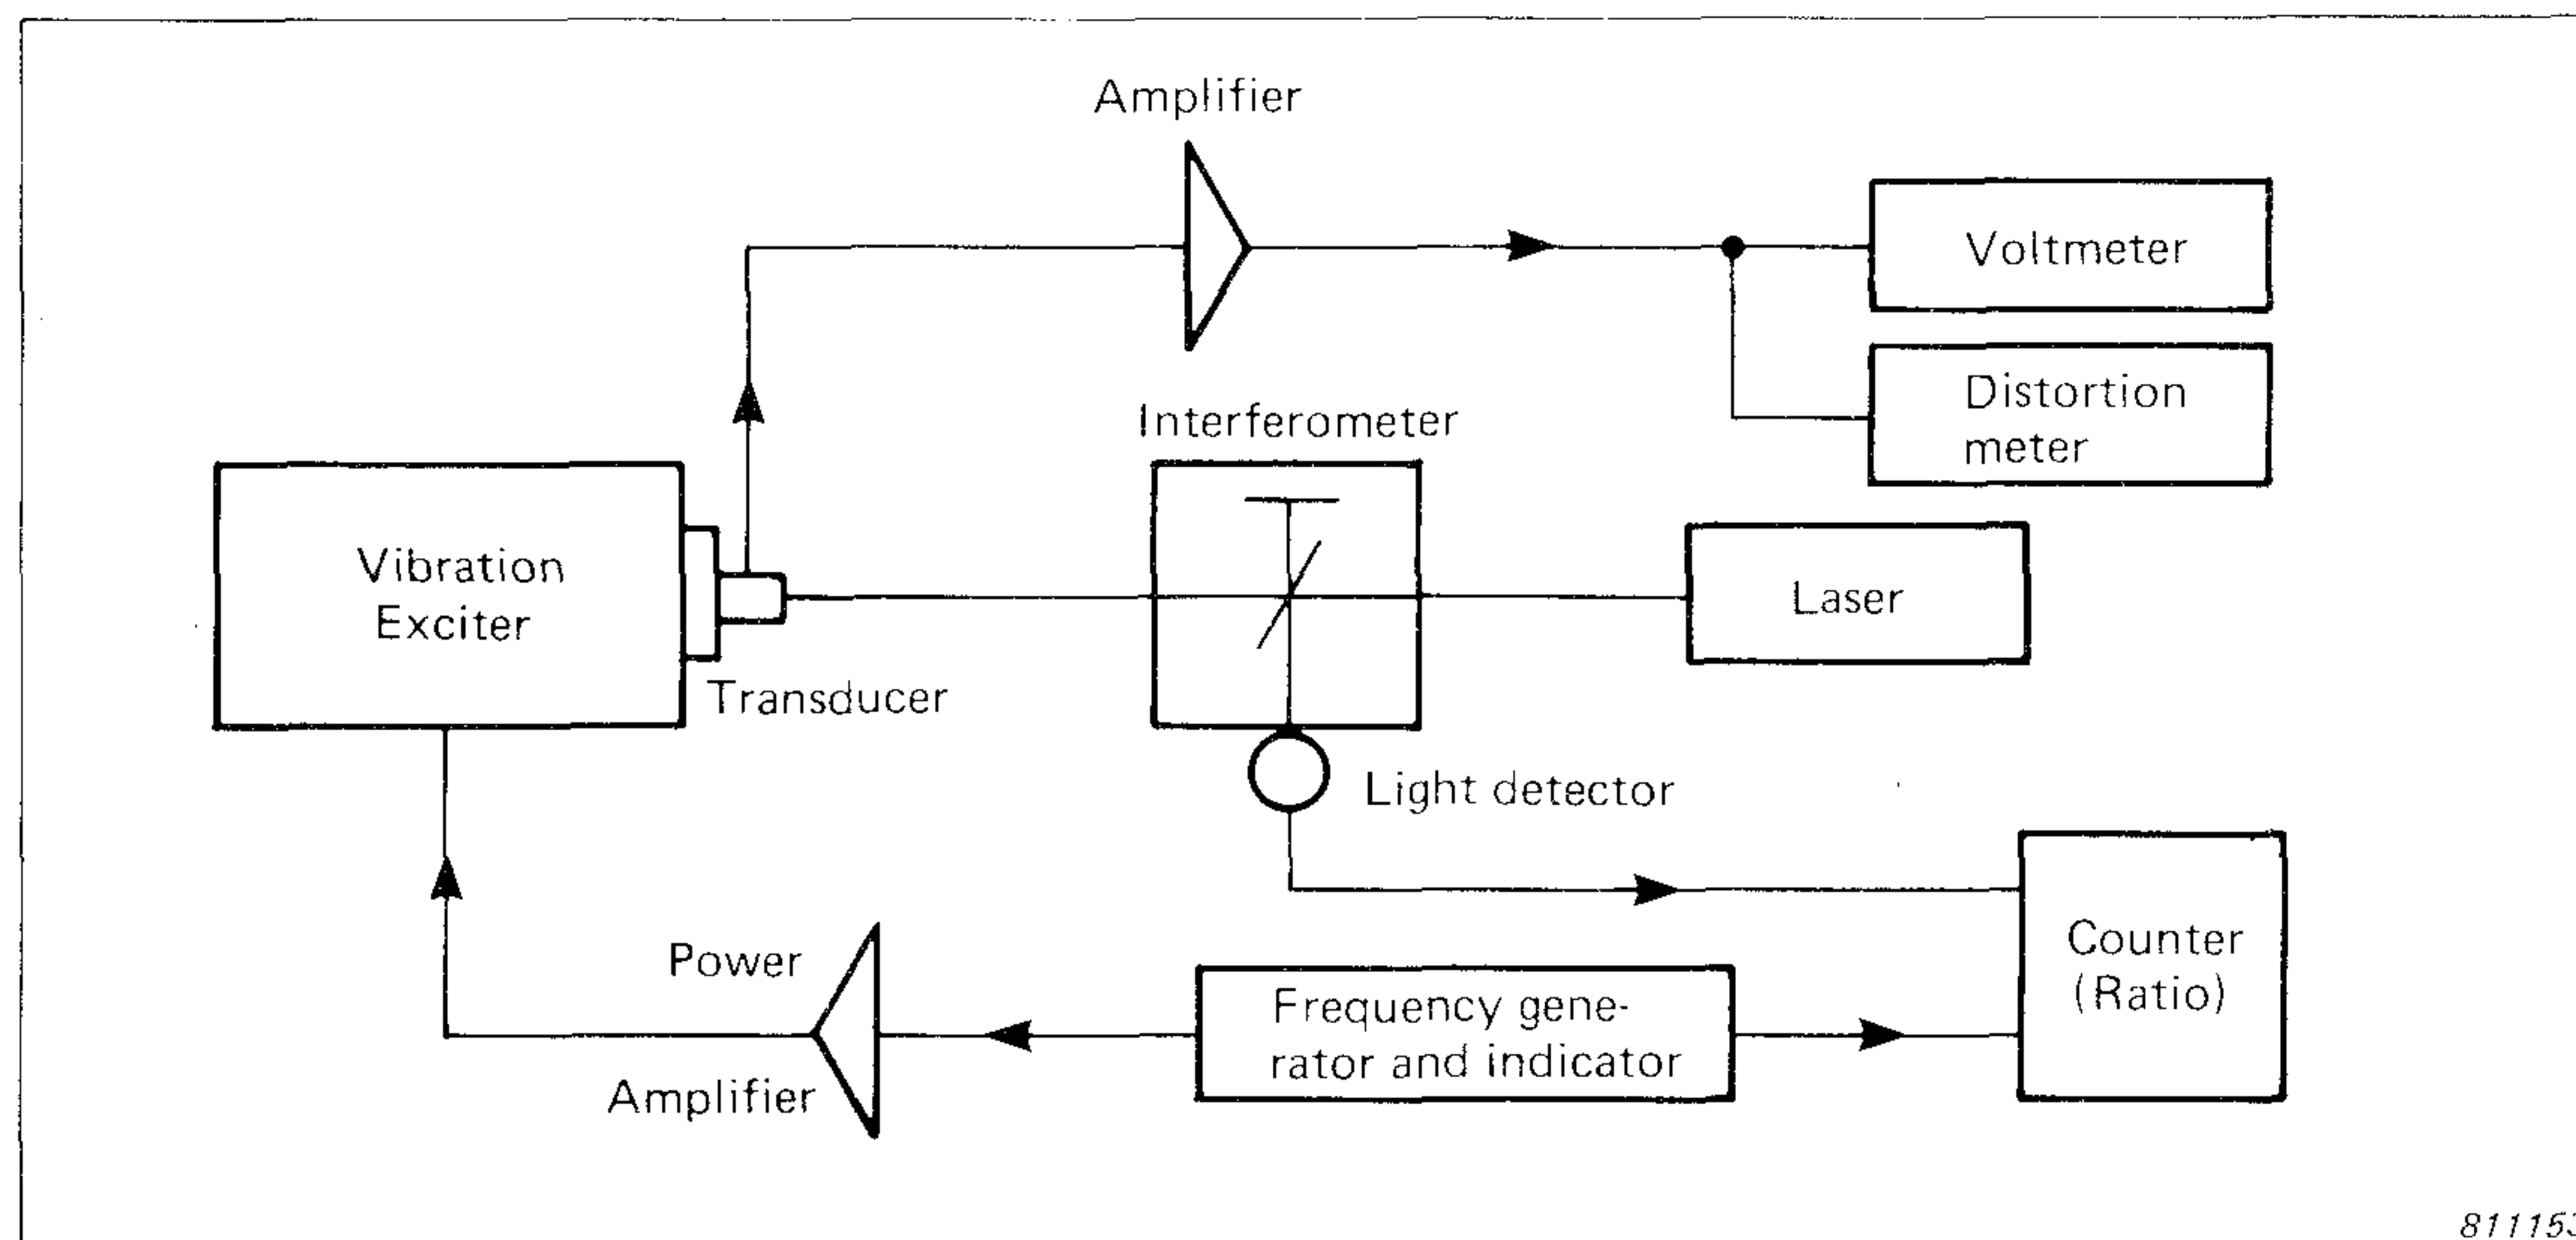 Amplifier
Voltmeter
Distortion
meter
Interferometer
Vibration
Exciter
Laser
Transducer
Light detector
Counter
(Ratio)
Power
Amplifier
Frequency gene-
rator and indicator
811153